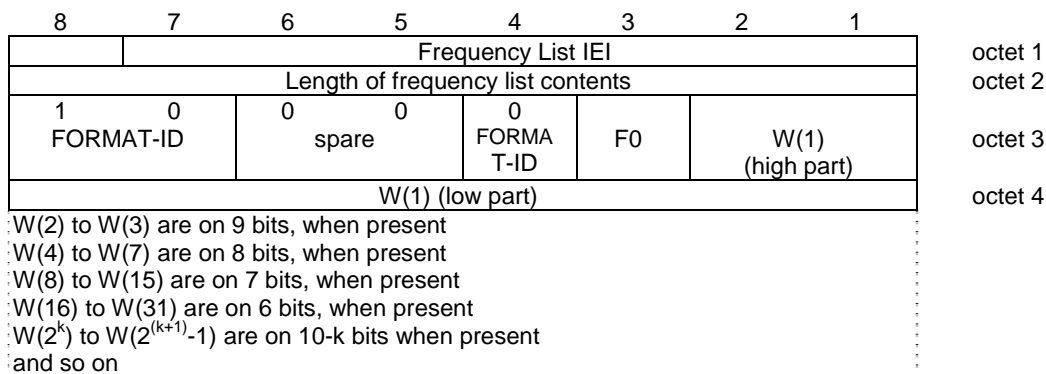 8 7 6 5 4 3 2 1
Frequency List IEI octet 1
Length of frequency list contents octet 2
1 0 0 0 0
FORMAT-ID spare FORMA F0 W(1) octet 3
T-ID (high part)
W(1) (low part) octet 4
W(2) to W(3) are on 9 bits, when present
W(4) to W(7) are on 8 bits, when present
W(8) to W(15) are on 7 bits, when present
W(16) to W(31) are on 6 bits, when present
W(2^k) to W(2^(k+1)-1) are on 10-k bits when present
and so on